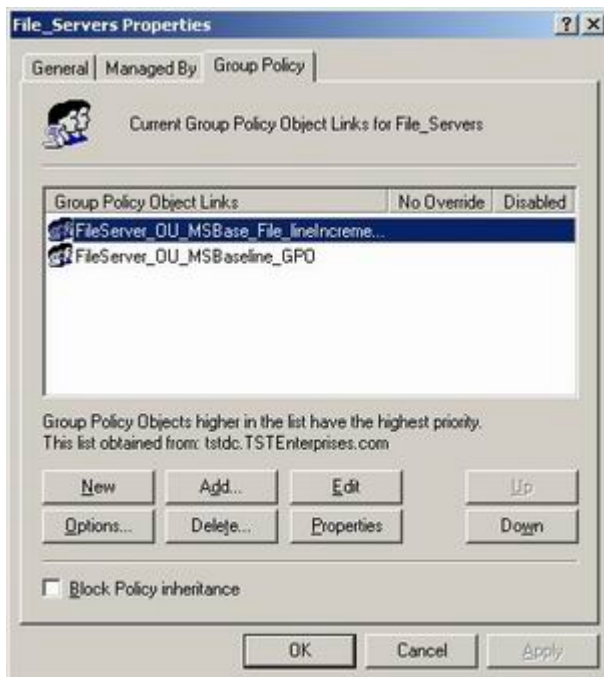 File_Servers Properties
General Managed By Group Policy
Current Group Policy Object Links for File_Servers
Group Policy Object Links No Override Disabled
FileServer_OU_MSBase_File_lineIncreme...
FileServer_OU_MSBaseline_GPO
Group Policy Objects higher in the list have the highest priority.
This list obtained from: tstdc.TSTEnterprises.com
New Add... Edit Up
Options... Delete... Properties Down
Block Policy inheritance
OK Cancel Apply